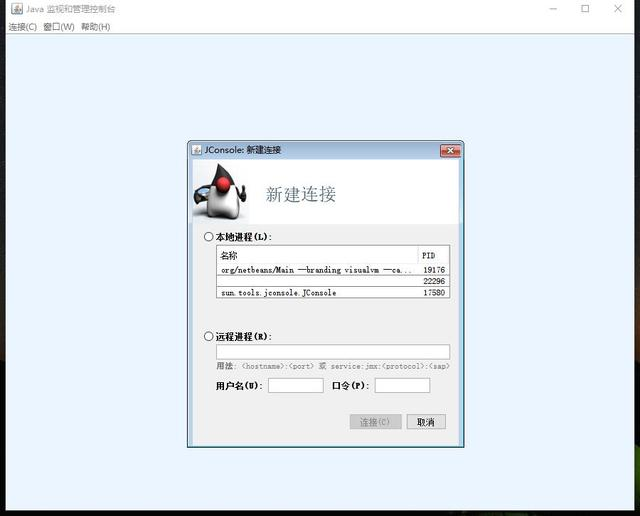 Java 监视和管理控制台
连接(C) 窗口(W) 帮助(H)
JConsole: 新建连接
新建连接
本地进程(L):
名称 PID
org/netbeans/Main --branding visualvm --ca... 19176
22296
sun.tools.jconsole.JConsole 17580
远程进程(R):
用法: <hostname>:<port> 或 service:jmx:<protocol>:<sap>
用户名(U): 口令(P):
连接(C) 取消